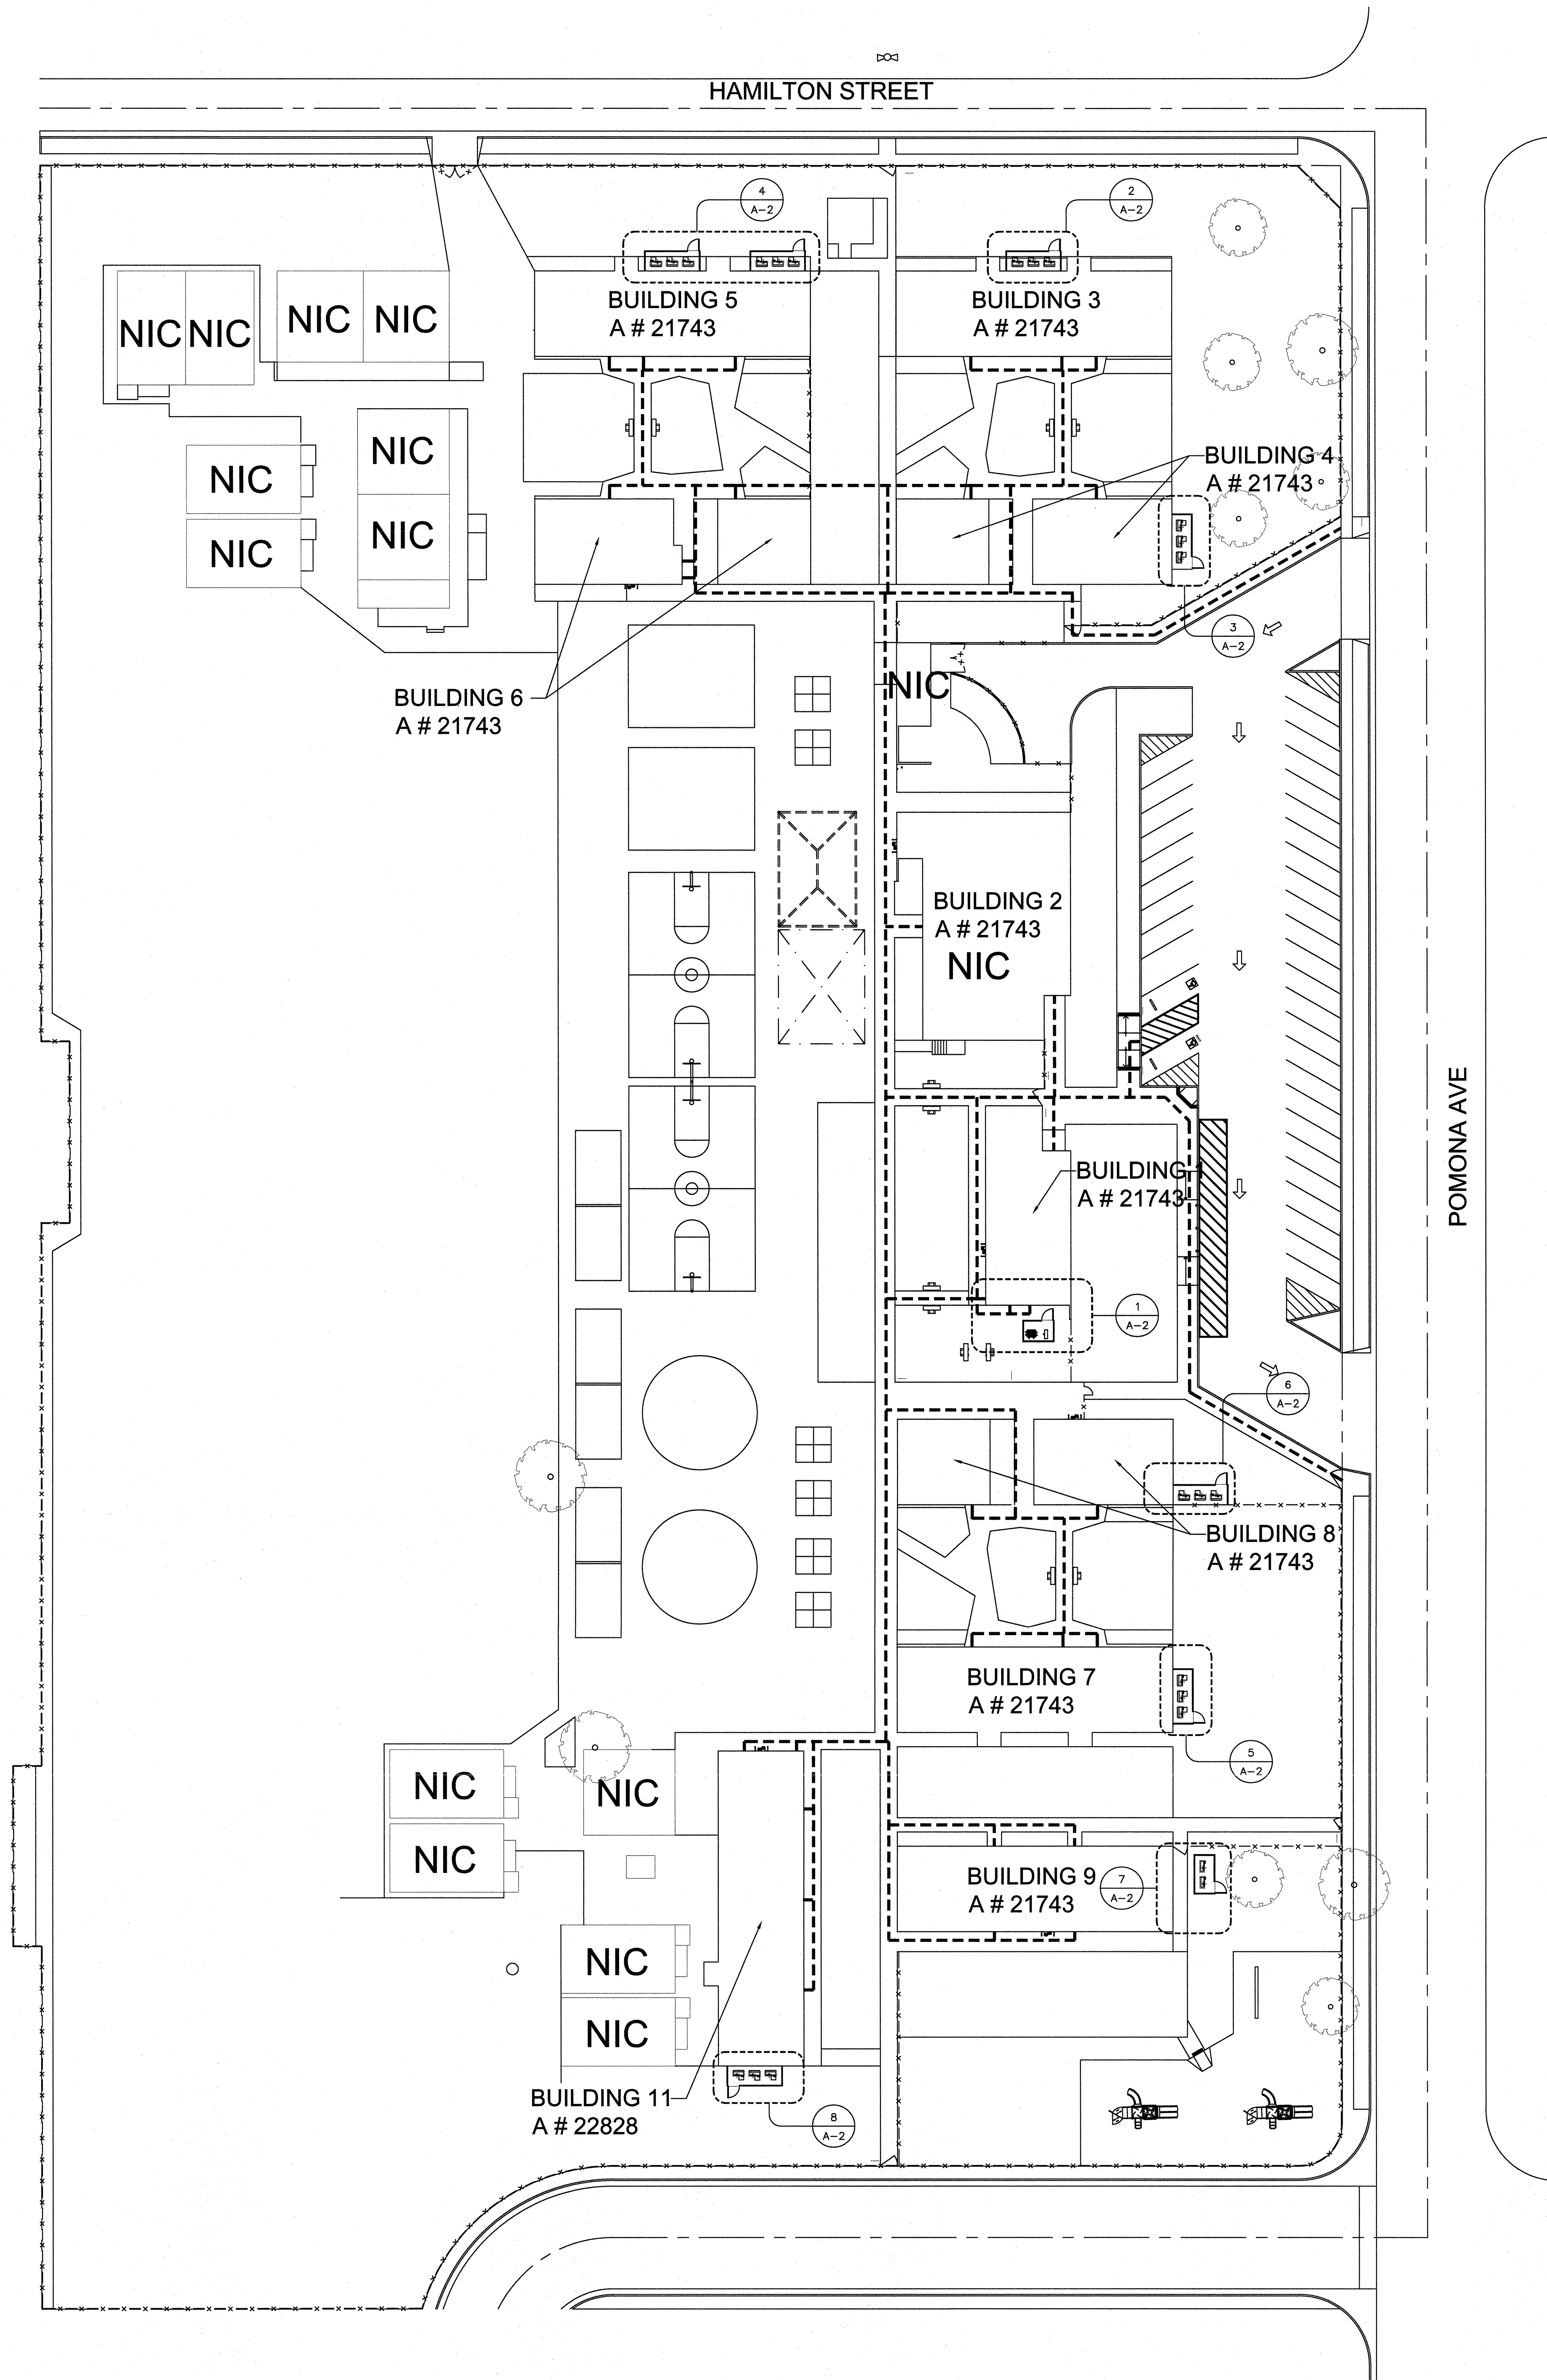 HAMILTON STREET
4
A-2
2
A-2
BUILDING 5
A # 21743
BUILDING 3
A # 21743
NIC
NIC
NIC
NIC
NIC
NIC
BUILDING 4
A # 21743
NIC
NIC
3
A-2
BUILDING 6
A # 21743
NIC
BUILDING 2
A # 21743
NIC
POMONA AVE
BUILDING 1
A # 21743
1
A-2
6
A-2
BUILDING 8
A # 21743
BUILDING 7
A # 21743
5
A-2
NIC
NIC
NIC
BUILDING 9
A # 21743
7
A-2
NIC
NIC
BUILDING 11
A # 22828
8
A-2